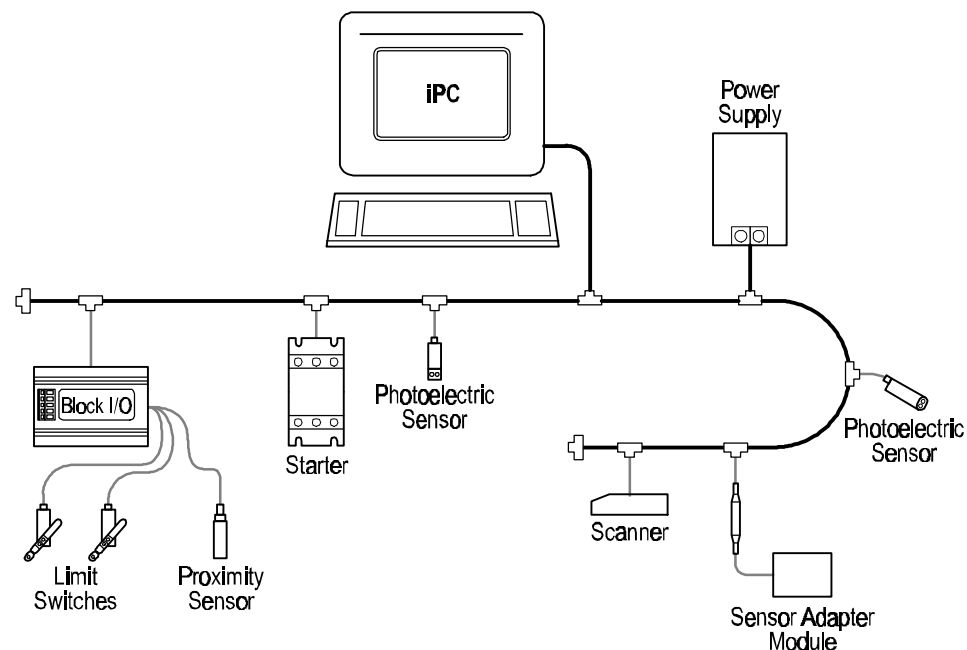 iPC
Power
Supply
Block I/O
Starter
Photoelectric
Sensor
Photoelectric
Sensor
Scanner
Limit
Switches
Proximity
Sensor
Sensor Adapter
Module